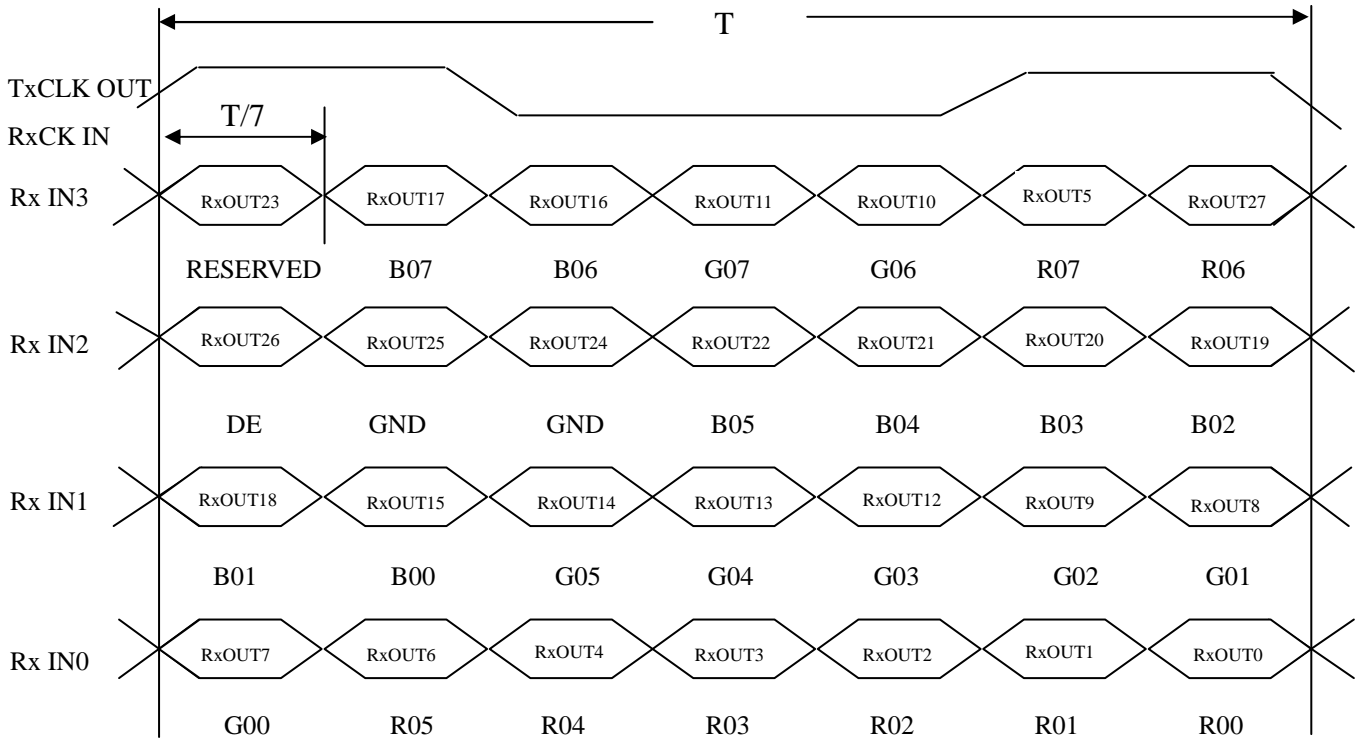 T
TxCLK OUT
T/7
RxCK IN
Rx IN3 RxOUT23 RxOUT17 RxOUT16 RxOUT11 RxOUT10 RxOUT5 RxOUT27
RESERVED B07 B06 G07 G06 R07 R06
Rx IN2 RxOUT26 RxOUT25 RxOUT24 RxOUT22 RxOUT21 RxOUT20 RxOUT19
DE GND GND B05 B04 B03 B02
Rx IN1 RxOUT18 RxOUT15 RxOUT14 RxOUT13 RxOUT12 RxOUT9 RxOUT8
B01 B00 G05 G04 G03 G02 G01
Rx IN0 RxOUT7 RxOUT6 RxOUT4 RxOUT3 RxOUT2 RxOUT1 RxOUT0
G00 R05 R04 R03 R02 R01 R00